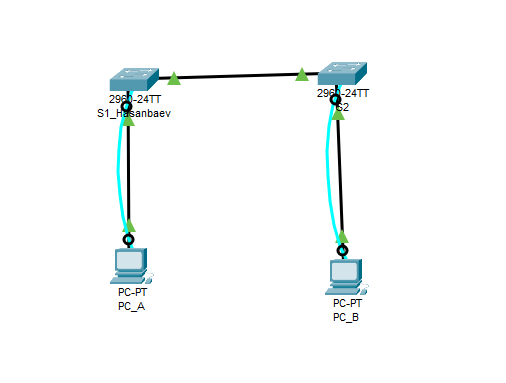 2960-24TT
S1_Hasanbaev
2960-24TT
S2
PC-PT
PC_A
PC-PT
PC_B